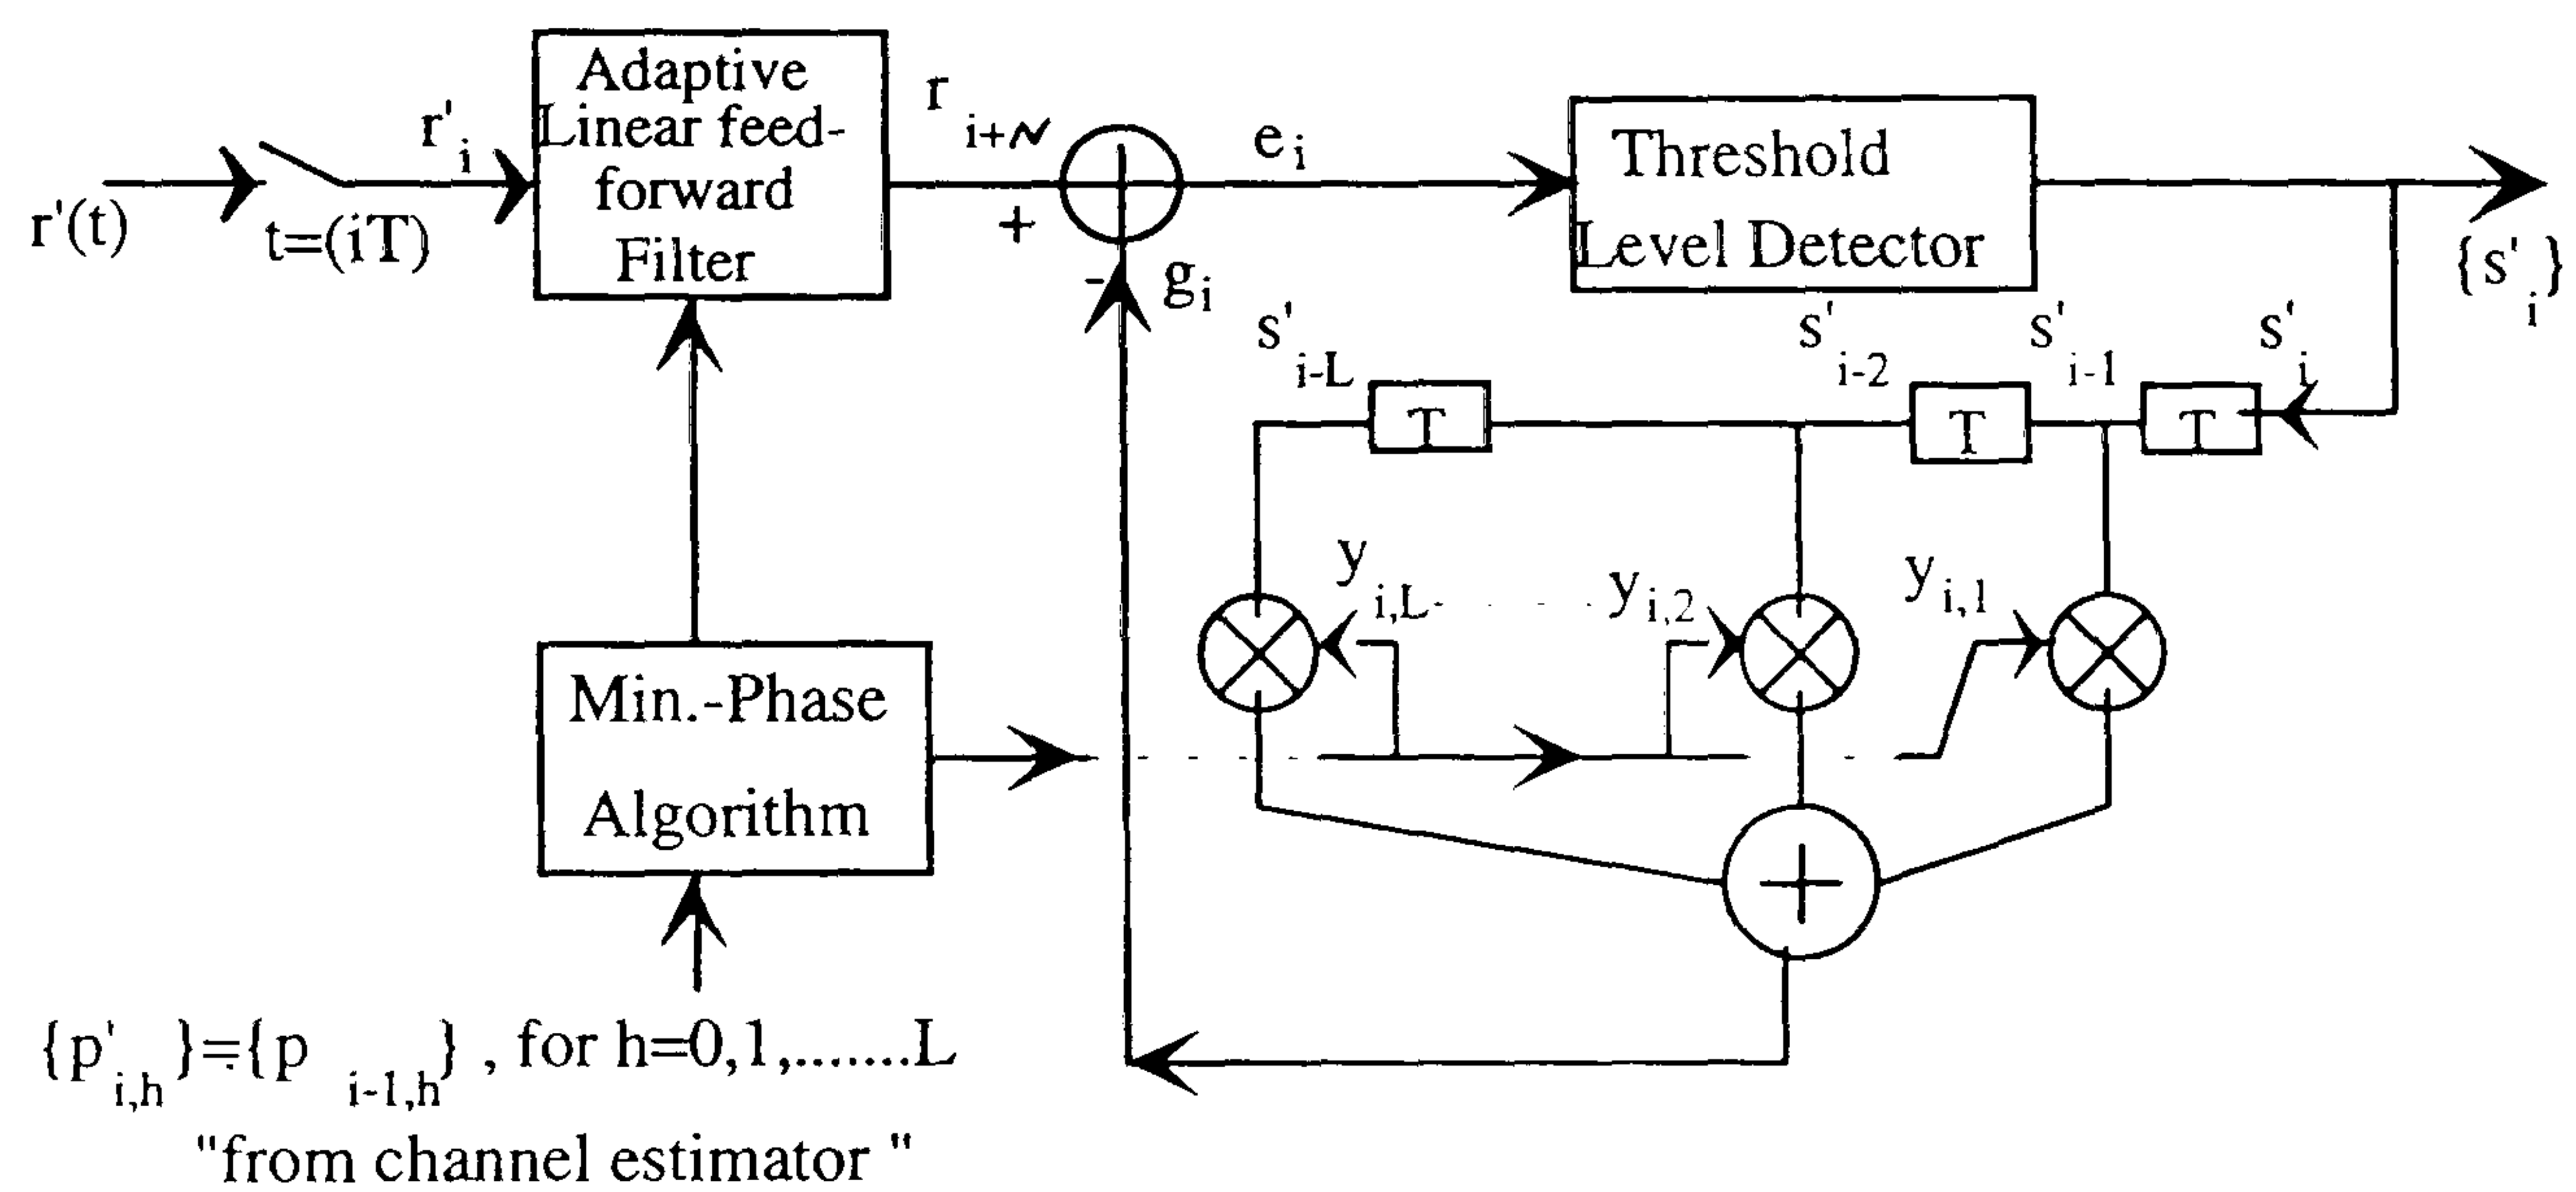 r'(t)
t=(iT)
r'i
Adaptive
Linear feed-
forward
Filter
r i+N
+
-
gi
ei
Threshold
Level Detector
{s'i}
s'i-L
s'i-2
s'i-1
s'i
T
T
T
yi,L
yi,2
yi,1
Min.-Phase
Algorithm
+
{p'i,h}={p i-1,h} , for h=0,1,.......L
"from channel estimator "